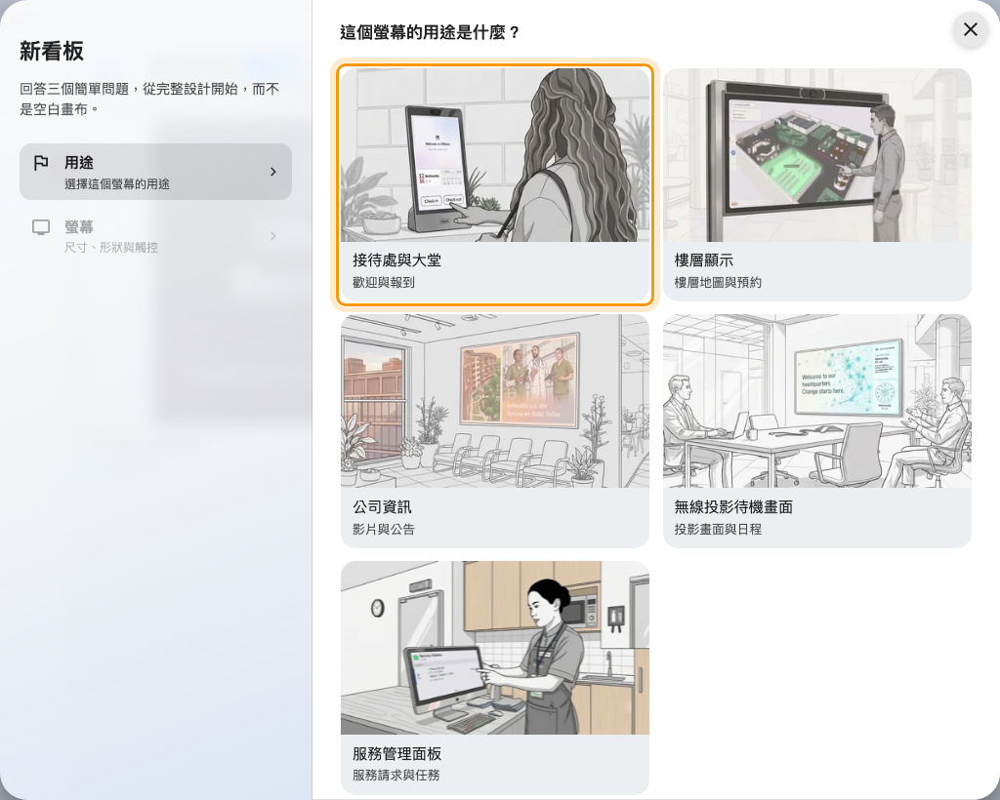 新看板
回答三個簡單問題，從完整設計開始，而不
是空白畫布。
用途
選擇這個螢幕的用途
螢幕
尺寸、形狀與觸控
這個螢幕的用途是什麼？
Check in
Check out
接待處與大堂
歡迎與報到
樓層顯示
樓層地圖與預約
公司資訊
影片與公告
Welcome to our
headquarters.
Change starts here.
無線投影待機畫面
投影畫面與日程
服務管理面板
服務請求與任務